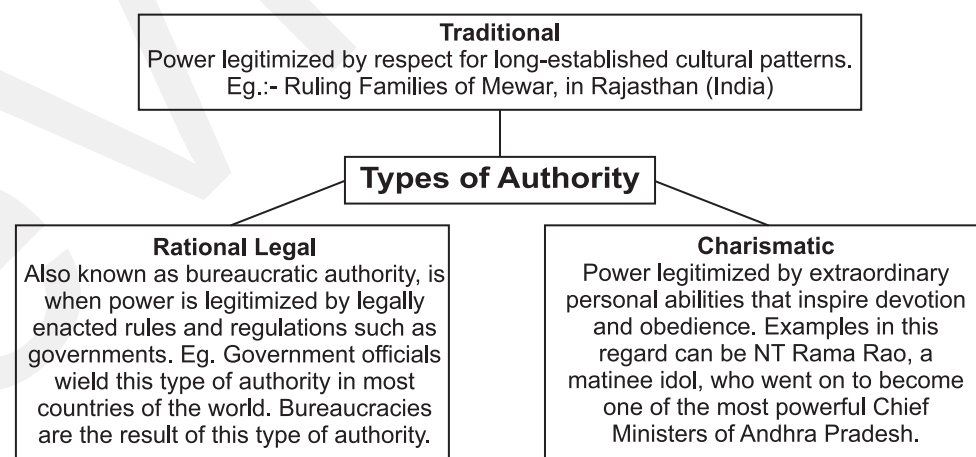 Traditional
Power legitimized by respect for long-established cultural patterns.
Eg.:- Ruling Families of Mewar, in Rajasthan (India)
Types of Authority
Rational Legal
Also known as bureaucratic authority, is
when power is legitimized by legally
enacted rules and regulations such as
governments. Eg. Government officials
wield this type of authority in most
countries of the world. Bureaucracies
are the result of this type of authority.
Charismatic
Power legitimized by extraordinary
personal abilities that inspire devotion
and obedience. Examples in this
regard can be NT Rama Rao, a
matinee idol, who went on to become
one of the most powerful Chief
Ministers of Andhra Pradesh.